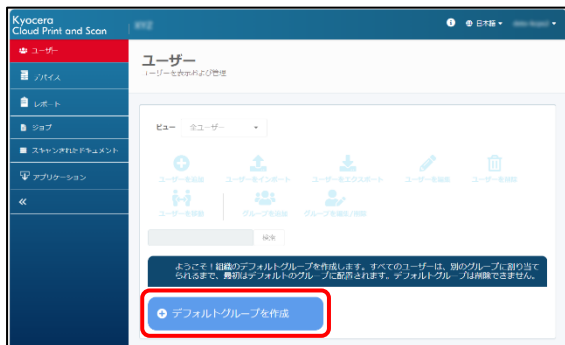 Kyocera
Cloud Print and Scan
XYZ
日本語
ユーザー
デバイス
レポート
ジョブ
スキャンされたドキュメント
アプリケーション
ユーザー
ユーザーを表示および管理
ビュー 全ユーザー
ユーザーを追加 ユーザーをインポート ユーザーをエクスポート ユーザーを編集 ユーザーを削除
ユーザーを移動 グループを追加 グループを編集/削除
検索
ようこそ！組織のデフォルトグループを作成します。すべてのユーザーは、別のグループに割り当て
られるまで、最初はデフォルトのグループに配置されます。デフォルトグループは削除できません。
デフォルトグループを作成